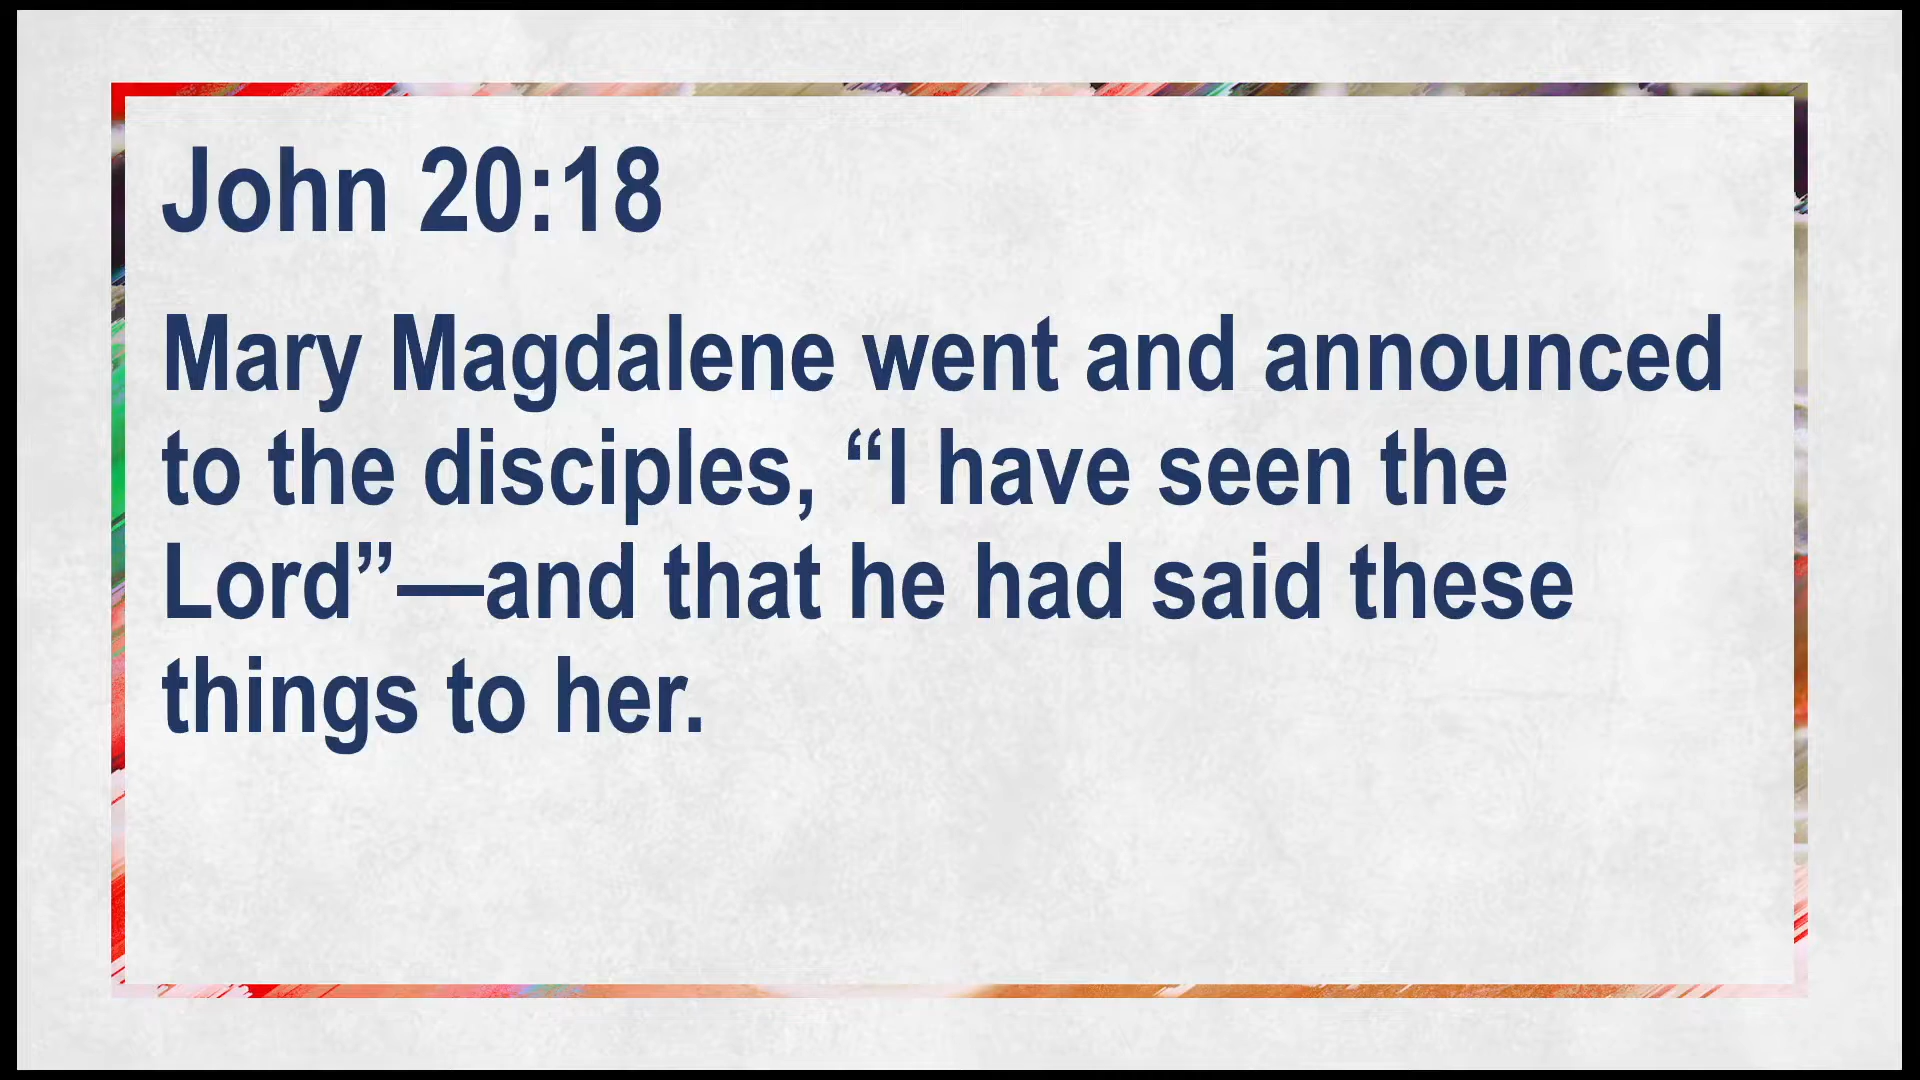 John 20:18
Mary Magdalene went and announced
to the disciples, “I have seen the
Lord”—and that he had said these
things to her.